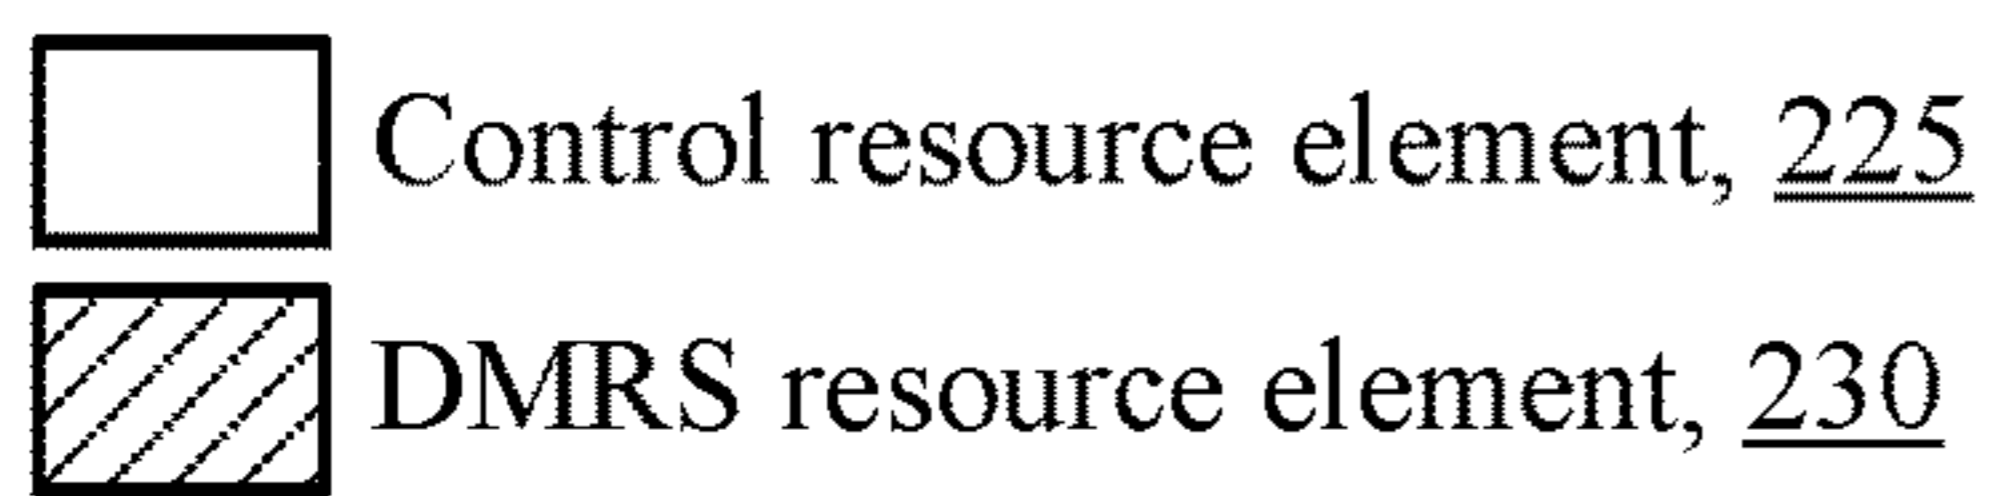 Control resource element, 225
DMRS resource element, 230